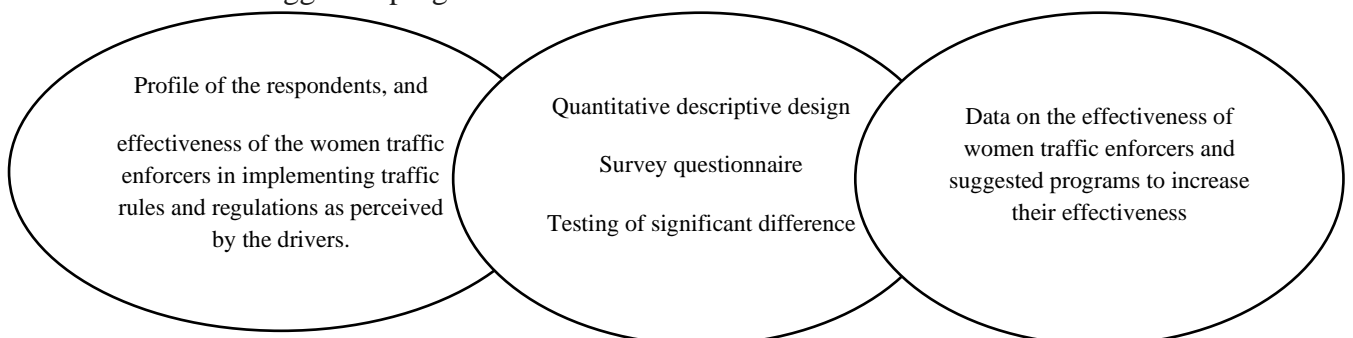 Profile of the respondents, and
effectiveness of the women traffic
enforcers in implementing traffic
rules and regulations as perceived
by the drivers.
Quantitative descriptive design
Survey questionnaire
Testing of significant difference
Data on the effectiveness of
women traffic enforcers and
suggested programs to increase
their effectiveness